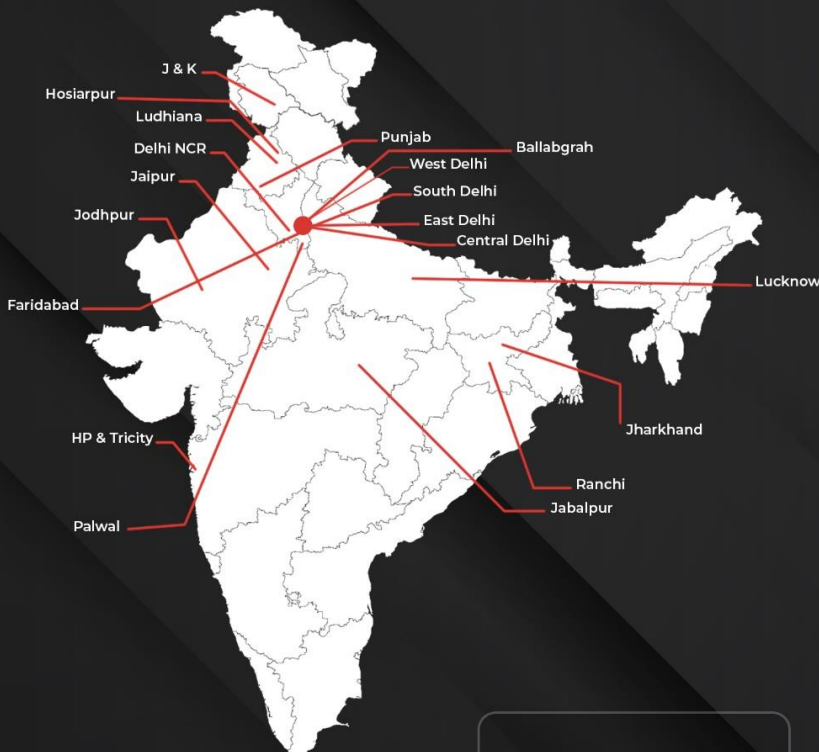 J & K
Hosiarpur
Ludhiana
Delhi NCR
Jaipur
Jodhpur
Faridabad
HP & Tricity
Palwal
Punjab
Ballabgrah
West Delhi
South Delhi
East Delhi
Central Delhi
Lucknow
Jharkhand
Ranchi
Jabalpur